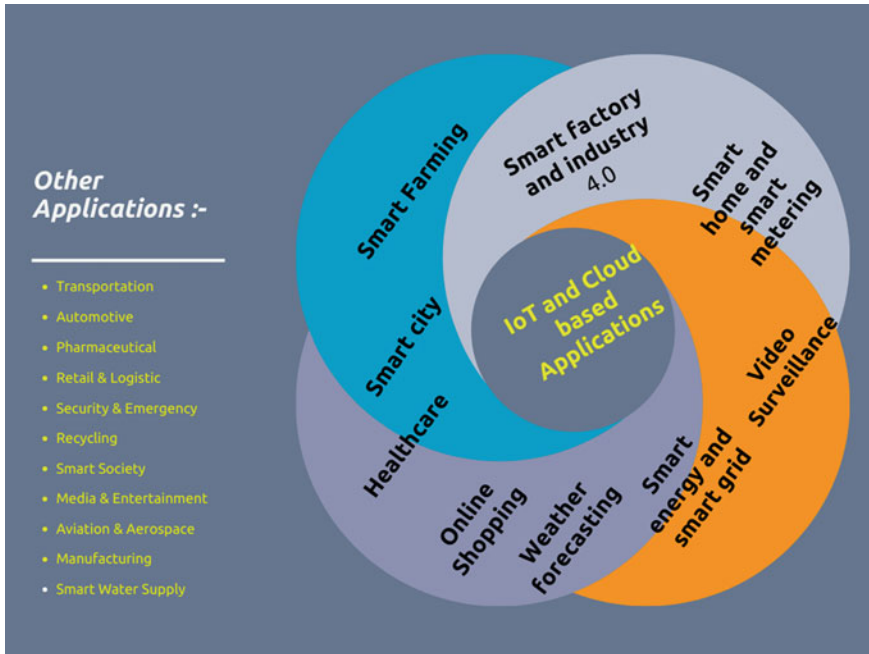 Other
Applications :-
• Transportation
• Automotive
• Pharmaceutical
• Retail & Logistic
• Security & Emergency
• Recycling
• Smart Society
• Media & Entertainment
• Aviation & Aerospace
• Manufacturing
• Smart Water Supply
Smart Farming
Smart factory
and industry
4.0
Smart
home and
smart
metering
IoT and Cloud
based
Applications
Smart city
Video
Surveillance
Healthcare
Online
Shopping
Weather
forecasting
Smart
energy and
smart grid